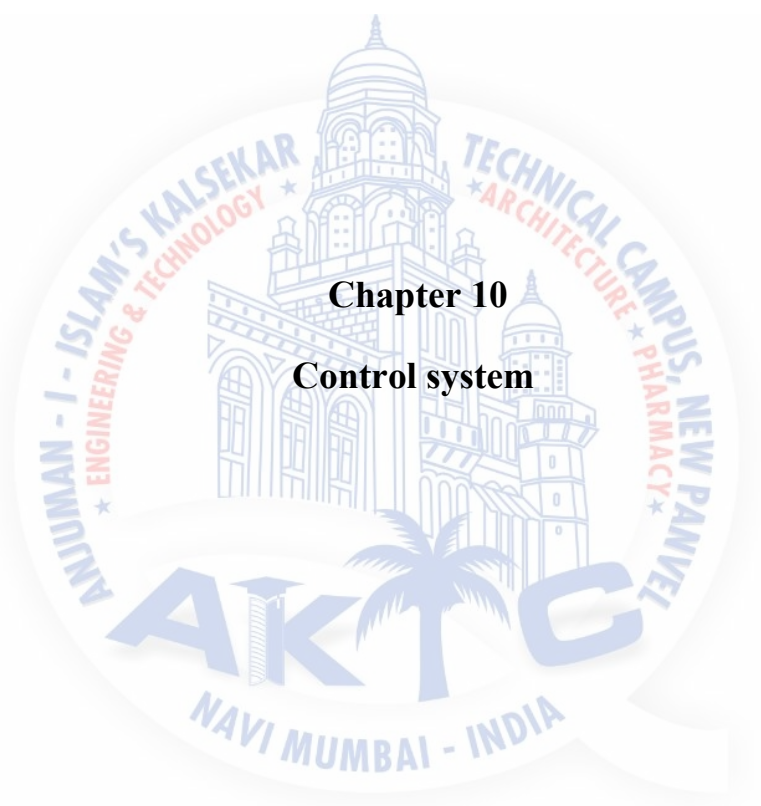 ANJUMAN - I - ISLAM'S KALSEKAR TECHNICAL CAMPUS, NEW PANVEL
★ ENGINEERING & TECHNOLOGY ★ ★ ARCHITECTURE ★ PHARMACY ★
Chapter 10
Control system
AKTC
NAVI MUMBAI - INDIA